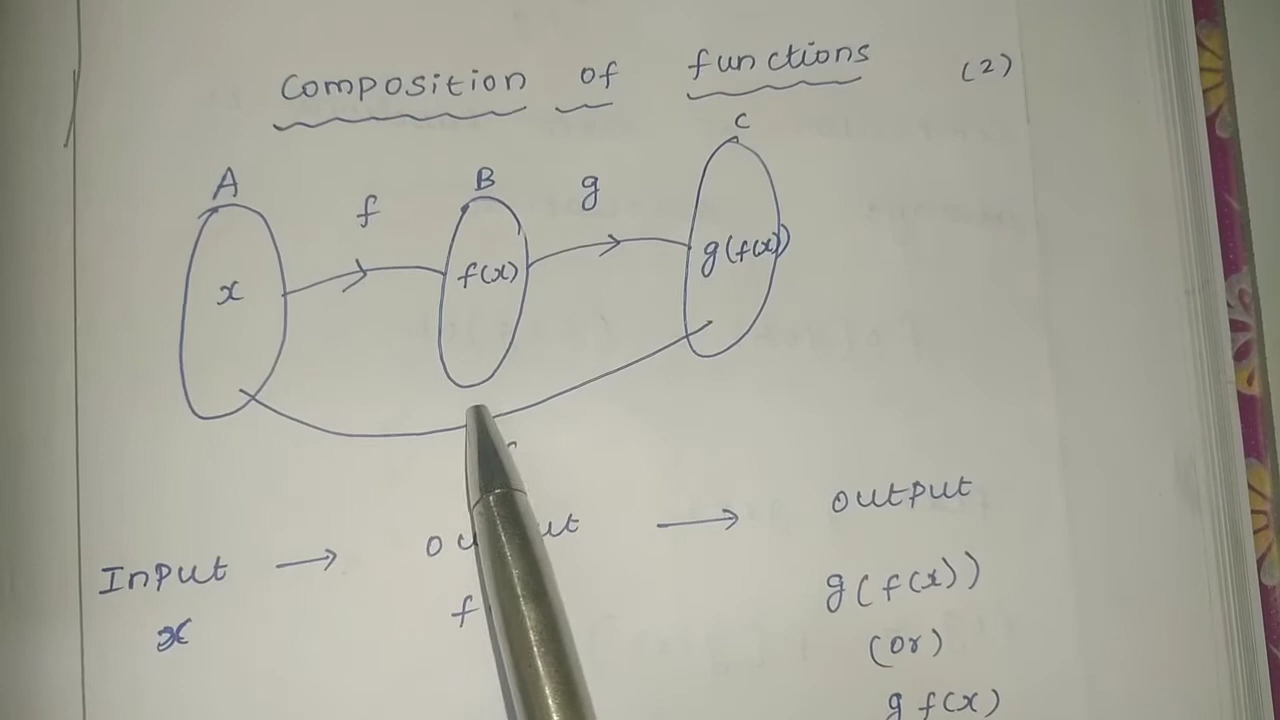 composition of functions (2)
A B C
f g
x f(x) g(f(x))
Input → → output
x g(f(x))
(or)
g f(x)